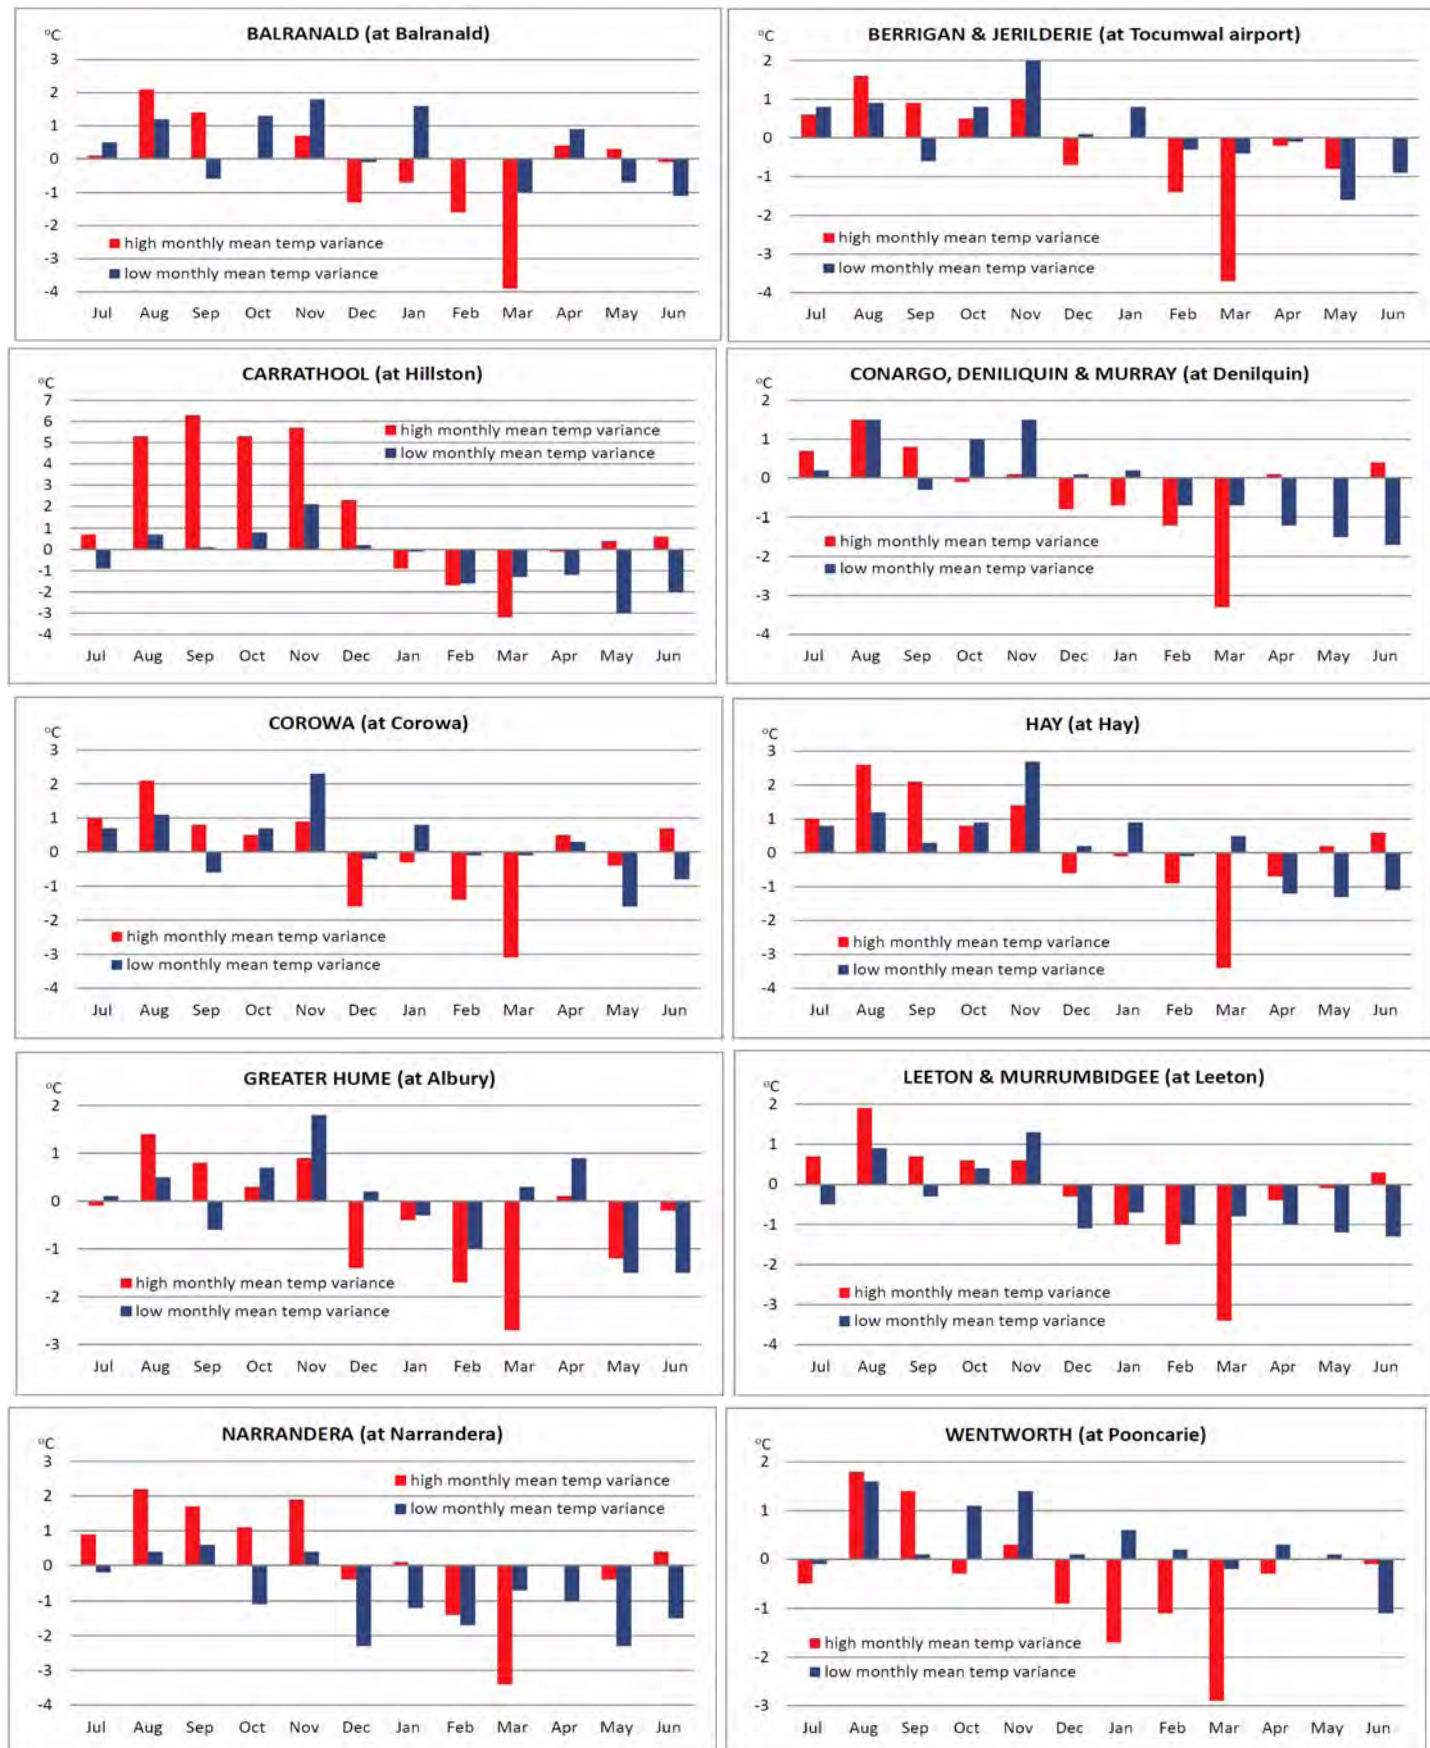 BALRANALD (at Balranald)
°C
3
2
1
0
-1
-2
-3
-4
high monthly mean temp variance
low monthly mean temp variance
Jul Aug Sep Oct Nov Dec Jan Feb Mar Apr May Jun
BERRIGAN & JERILDERIE (at Tocumwal airport)
°C
2
1
0
-1
-2
-3
-4
high monthly mean temp variance
low monthly mean temp variance
Jul Aug Sep Oct Nov Dec Jan Feb Mar Apr May Jun
CARRATHOOL (at Hillston)
°C
7
6
5
4
3
2
1
0
-1
-2
-3
-4
high monthly mean temp variance
low monthly mean temp variance
Jul Aug Sep Oct Nov Dec Jan Feb Mar Apr May Jun
CONARGO, DENILIQUIN & MURRAY (at Denilquin)
°C
2
1
0
-1
-2
-3
-4
high monthly mean temp variance
low monthly mean temp variance
Jul Aug Sep Oct Nov Dec Jan Feb Mar Apr May Jun
COROWA (at Corowa)
°C
3
2
1
0
-1
-2
-3
-4
high monthly mean temp variance
low monthly mean temp variance
Jul Aug Sep Oct Nov Dec Jan Feb Mar Apr May Jun
HAY (at Hay)
°C
3
2
1
0
-1
-2
-3
-4
high monthly mean temp variance
low monthly mean temp variance
Jul Aug Sep Oct Nov Dec Jan Feb Mar Apr May Jun
GREATER HUME (at Albury)
°C
2
1
0
-1
-2
-3
high monthly mean temp variance
low monthly mean temp variance
Jul Aug Sep Oct Nov Dec Jan Feb Mar Apr May Jun
LEETON & MURRUMBIDGEE (at Leeton)
°C
2
1
0
-1
-2
-3
-4
high monthly mean temp variance
low monthly mean temp variance
Jul Aug Sep Oct Nov Dec Jan Feb Mar Apr May Jun
NARRANDERA (at Narrandera)
°C
3
2
1
0
-1
-2
-3
-4
high monthly mean temp variance
low monthly mean temp variance
Jul Aug Sep Oct Nov Dec Jan Feb Mar Apr May Jun
WENTWORTH (at Pooncarie)
°C
2
1
0
-1
-2
-3
high monthly mean temp variance
low monthly mean temp variance
Jul Aug Sep Oct Nov Dec Jan Feb Mar Apr May Jun